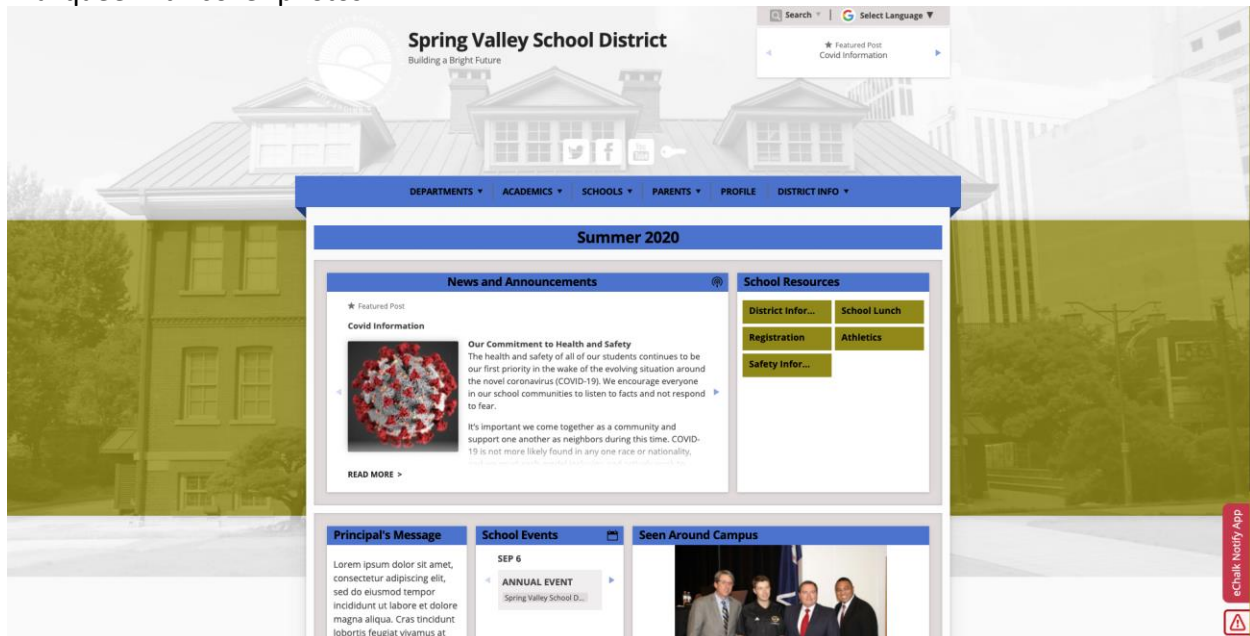 Search
Select Language ▼
Spring Valley School District
Building a Bright Future
★ Featured Post
Covid Information
DEPARTMENTS ▼ ACADEMICS ▼ SCHOOLS ▼ PARENTS ▼ PROFILE DISTRICT INFO ▼
Summer 2020
News and Announcements
★ Featured Post
Covid Information
Our Commitment to Health and Safety
The health and safety of all of our students continues to be
our first priority in the wake of the evolving situation around
the novel coronavirus (COVID-19). We encourage everyone
in our school communities to listen to facts and not respond
to fear.
It's important we come together as a community and
support one another as neighbors during this time. COVID-
19 is not more likely found in any one race or nationality,
READ MORE >
School Resources
District Infor...
School Lunch
Registration
Athletics
Safety Infor...
Principal's Message
Lorem ipsum dolor sit amet,
consectetur adipiscing elit,
sed do eiusmod tempor
incididunt ut labore et dolore
magna aliqua. Cras tincidunt
lobortis feugiat vivamus at
School Events
SEP 6
ANNUAL EVENT
Spring Valley School D...
Seen Around Campus
eChalk Notify App